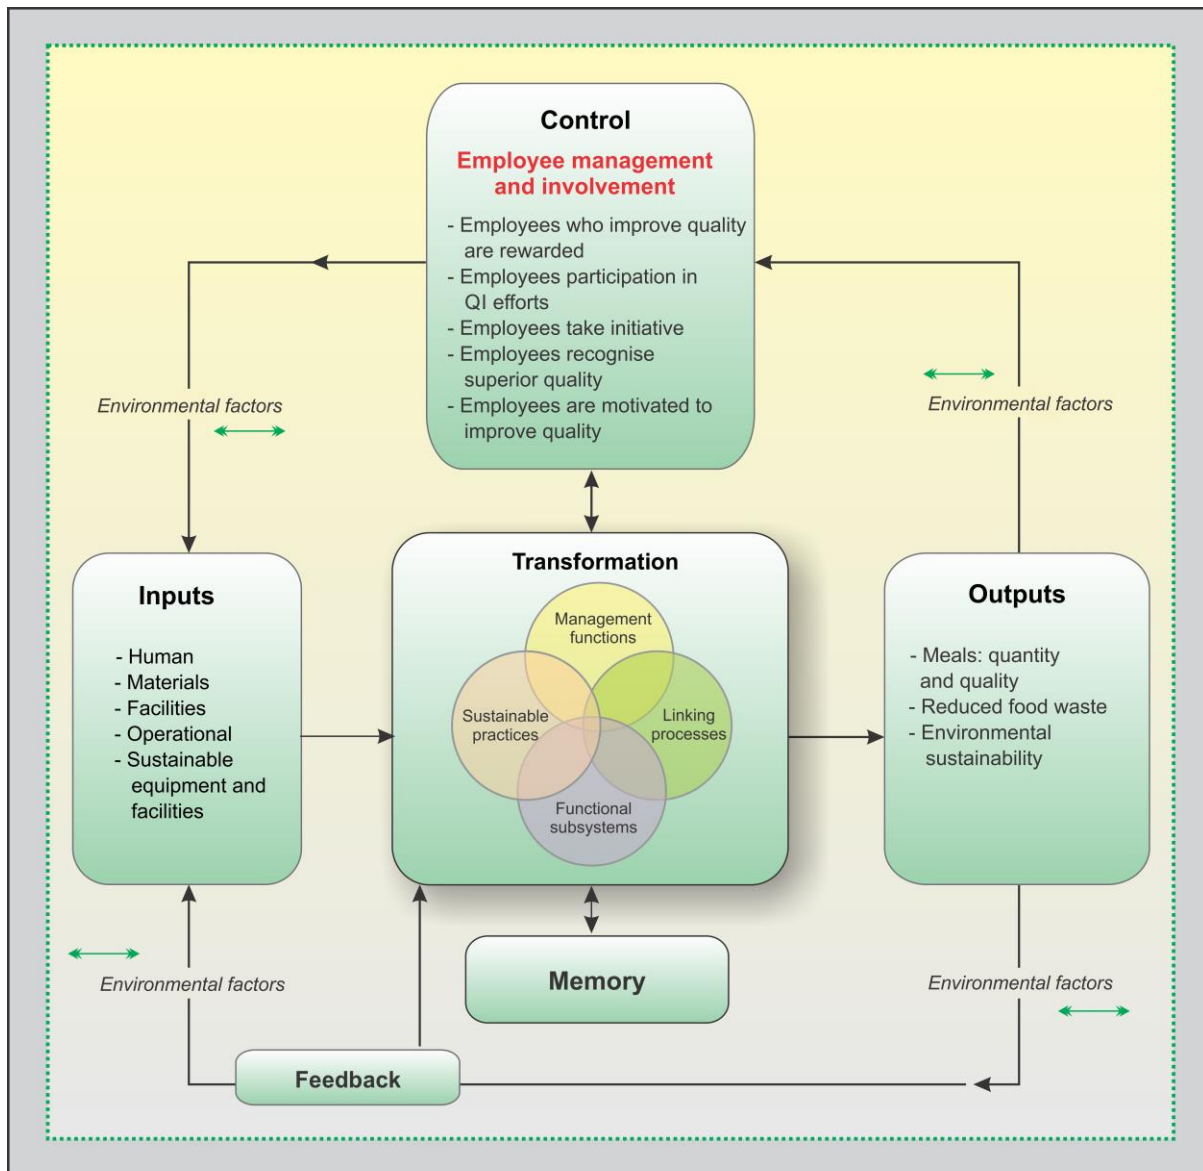 Control
Employee management
and involvement
- Employees who improve quality
are rewarded
- Employees participation in
QI efforts
- Employees take initiative
- Employees recognise
superior quality
- Employees are motivated to
improve quality
Environmental factors
Environmental factors
Inputs
- Human
- Materials
- Facilities
- Operational
- Sustainable
equipment and
facilities
Transformation
Management
functions
Sustainable
practices
Linking
processes
Functional
subsystems
Outputs
- Meals: quantity
and quality
- Reduced food waste
- Environmental
sustainability
Environmental factors
Memory
Environmental factors
Feedback